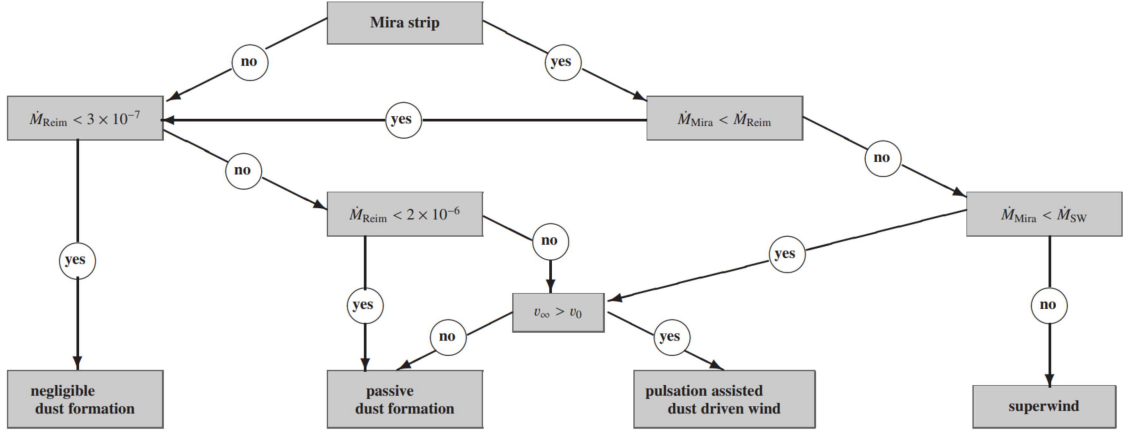 Mira strip
no
yes
Ṁ_Reim < 3 × 10⁻⁷
yes
Ṁ_Mira < Ṁ_Reim
no
no
Ṁ_Reim < 2 × 10⁻⁶
Ṁ_Mira < Ṁ_SW
no
yes
yes
yes
no
v_∞ > v_0
no
yes
negligible
dust formation
passive
dust formation
pulsation assisted
dust driven wind
superwind